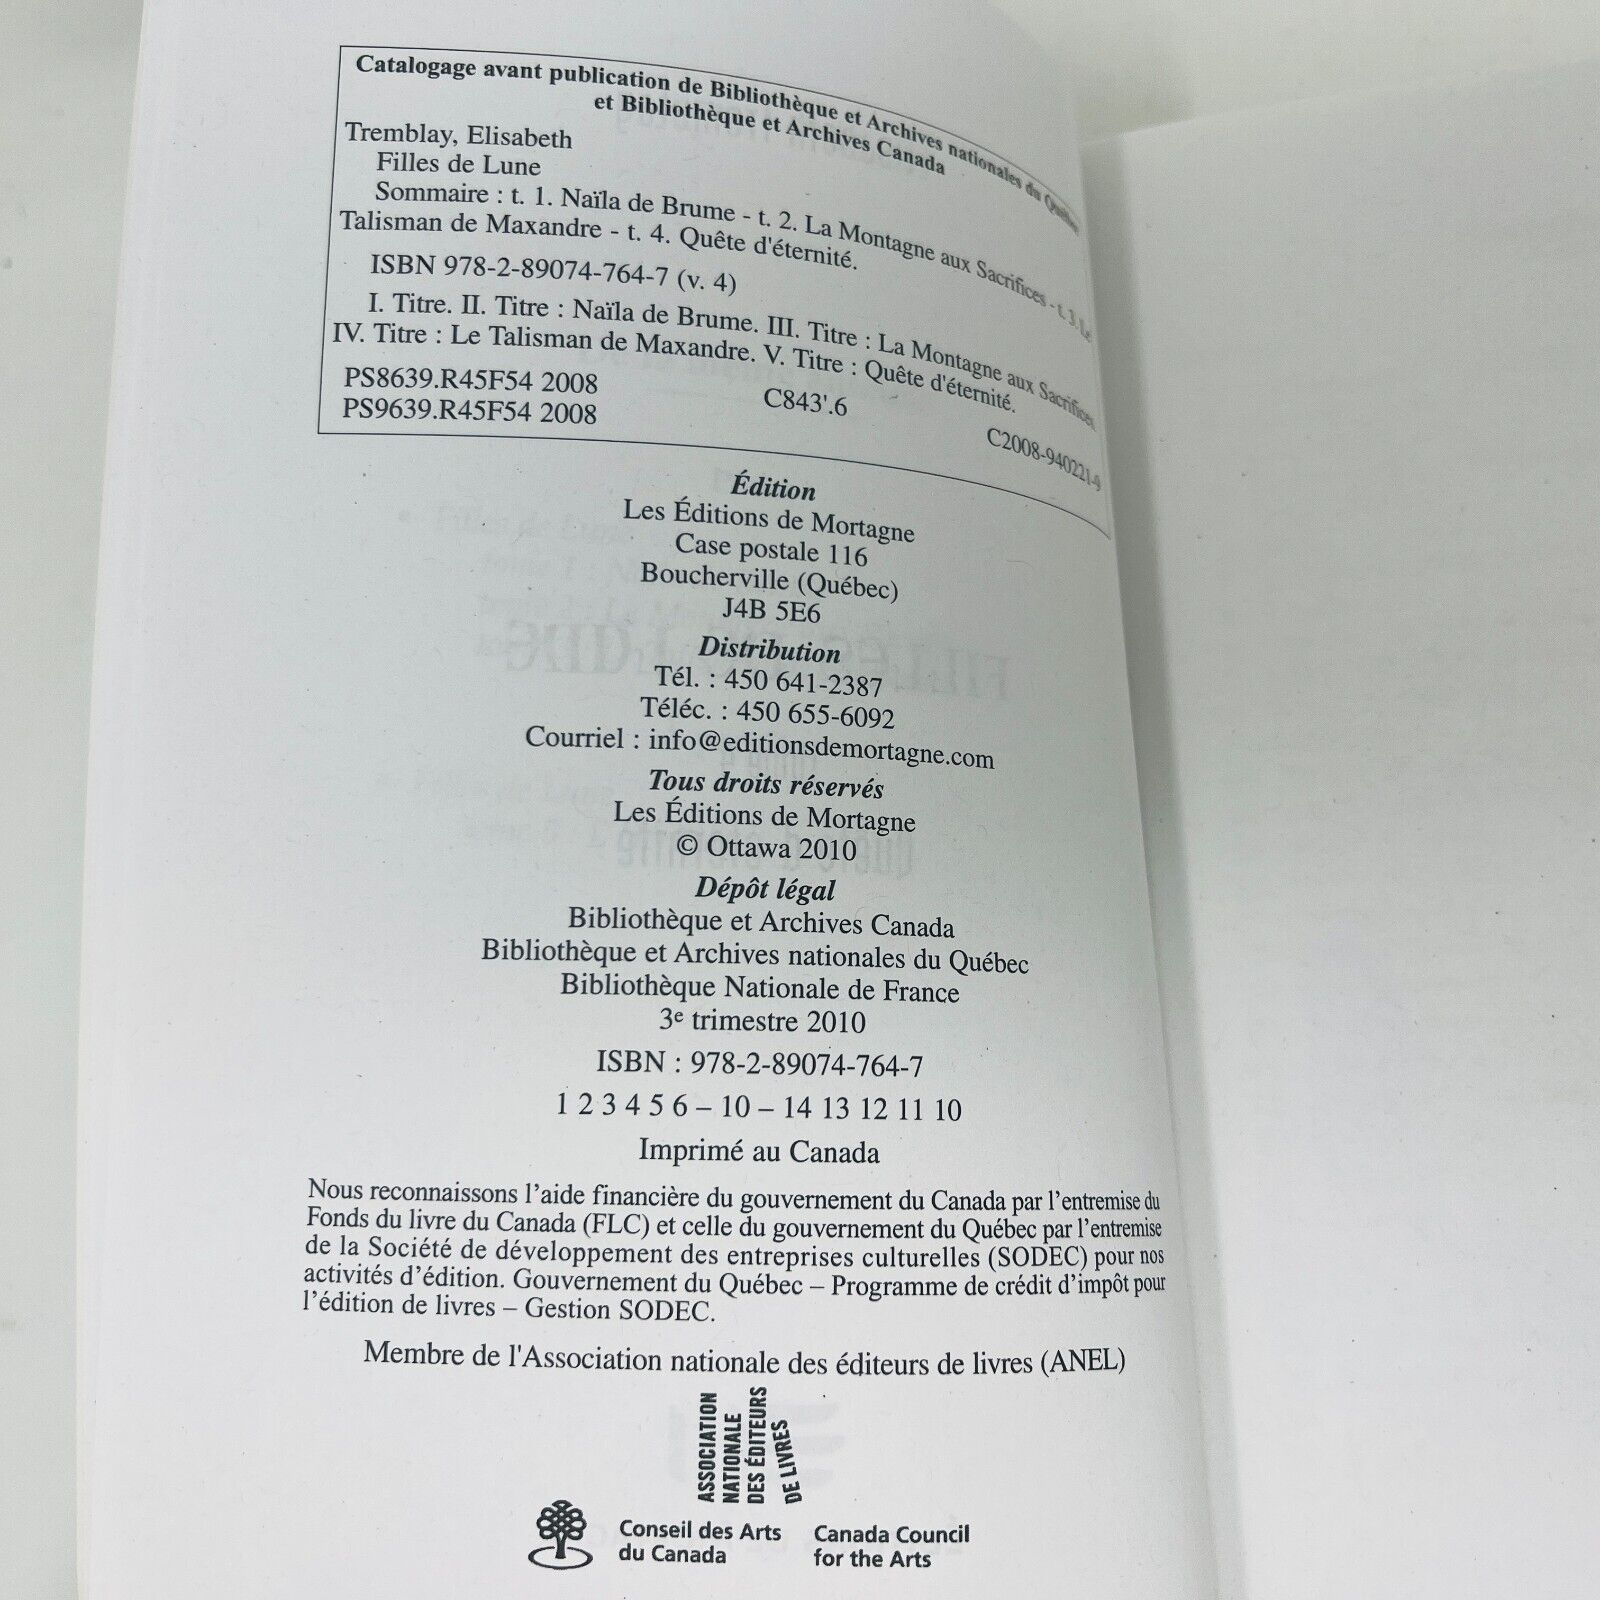 Catalogage avant publication de Bibliothèque et Archives nationales du Québec
et Bibliothèque et Archives Canada
Tremblay, Elisabeth
Filles de Lune
Sommaire : t. 1. Naïla de Brume - t. 2. La Montagne aux Sacrifices - t. 3. Le
Talisman de Maxandre - t. 4. Quête d'éternité.
ISBN 978-2-89074-764-7 (v. 4)
I. Titre. II. Titre : Naïla de Brume. III. Titre : La Montagne aux Sacrifices.
IV. Titre : Le Talisman de Maxandre. V. Titre : Quête d'éternité.
PS8639.R45F54 2008 C843'.6 C2008-940221-9
PS9639.R45F54 2008
Édition
Les Éditions de Mortagne
Case postale 116
Boucherville (Québec)
J4B 5E6
Distribution
Tél. : 450 641-2387
Téléc. : 450 655-6092
Courriel : info@editionsdemortagne.com
Tous droits réservés
Les Éditions de Mortagne
© Ottawa 2010
Dépôt légal
Bibliothèque et Archives Canada
Bibliothèque et Archives nationales du Québec
Bibliothèque Nationale de France
3e trimestre 2010
ISBN : 978-2-89074-764-7
1 2 3 4 5 6 – 10 – 14 13 12 11 10
Imprimé au Canada
Nous reconnaissons l'aide financière du gouvernement du Canada par l'entremise du
Fonds du livre du Canada (FLC) et celle du gouvernement du Québec par l'entremise
de la Société de développement des entreprises culturelles (SODEC) pour nos
activités d'édition. Gouvernement du Québec – Programme de crédit d'impôt pour
l'édition de livres – Gestion SODEC.
Membre de l'Association nationale des éditeurs de livres (ANEL)
ASSOCIATION
NATIONALE
DES ÉDITEURS
DE LIVRES
Conseil des Arts
du Canada
Canada Council
for the Arts